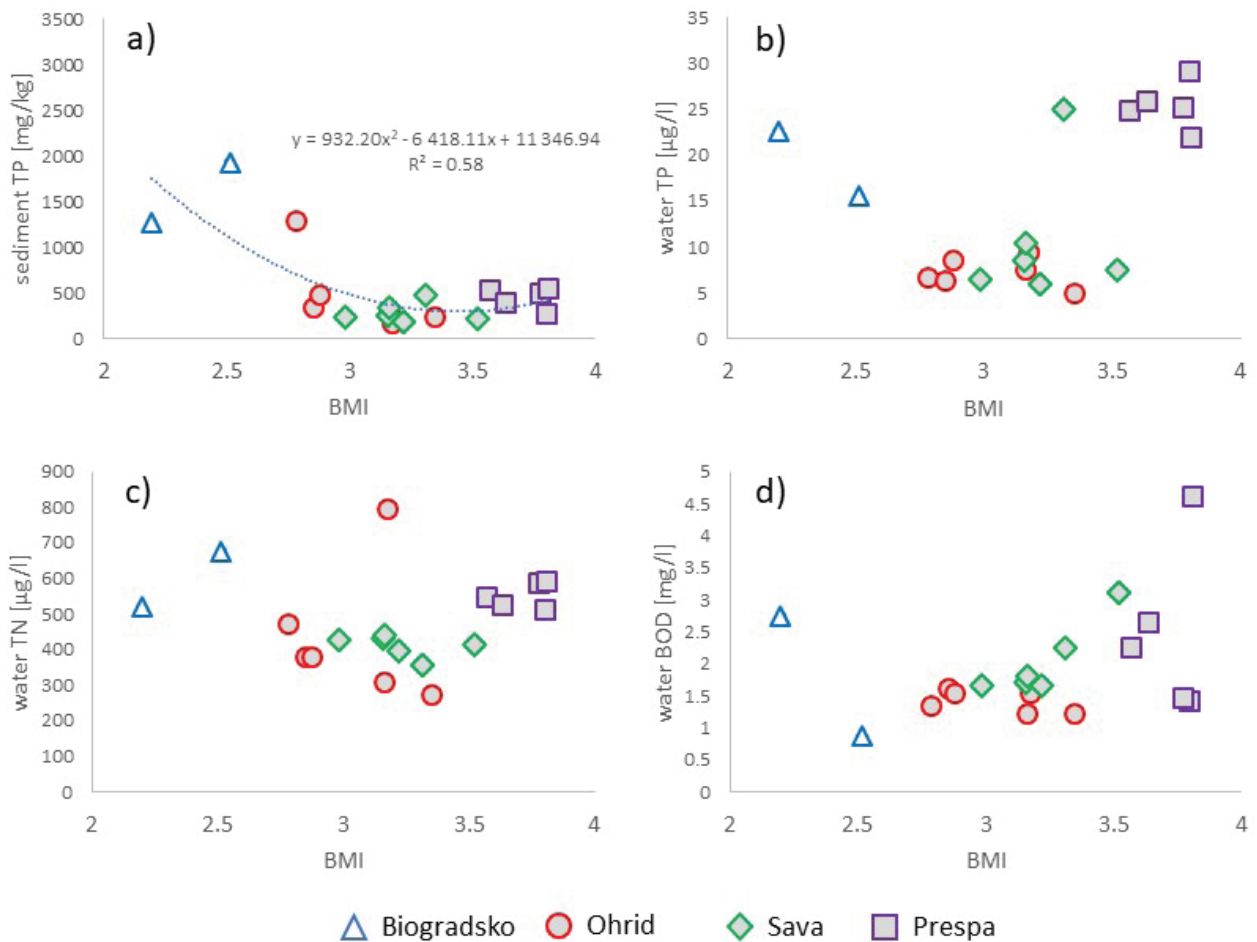 a)
3500
3000
2500
2000
1500
1000
500
0
sediment TP [mg/kg]
y = 932.20x² - 6 418.11x + 11 346.94
R² = 0.58
2 2.5 3 3.5 4
BMI
b)
35
30
25
20
15
10
5
0
water TP [µg/l]
2 2.5 3 3.5 4
BMI
c)
900
800
700
600
500
400
300
200
100
0
water TN [µg/l]
2 2.5 3 3.5 4
BMI
d)
5
4.5
4
3.5
3
2.5
2
1.5
1
0.5
0
water BOD [mg/l]
2 2.5 3 3.5 4
BMI
Biogradsko Ohrid Sava Prespa